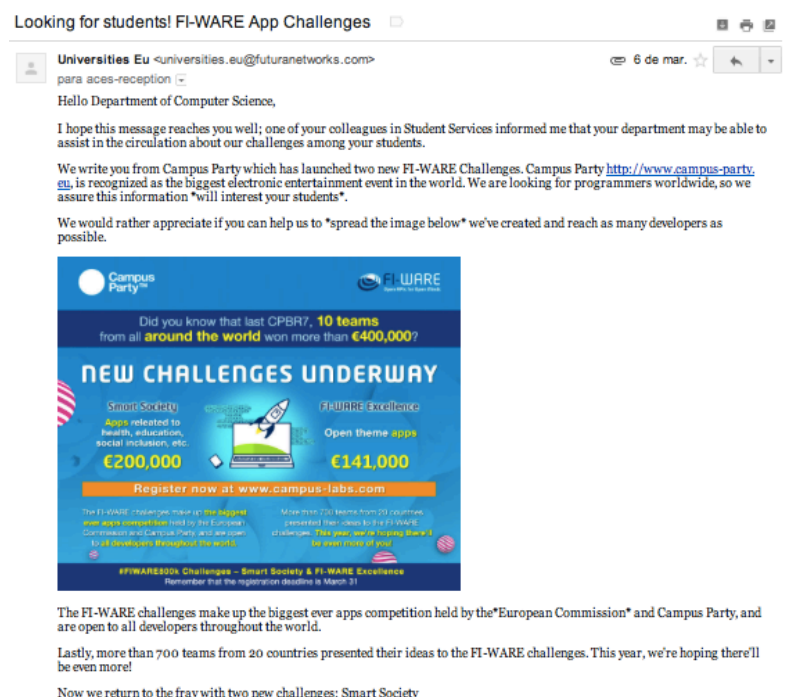 Looking for students! FI-WARE App Challenges
Universities Eu <universities.eu@futuranetworks.com>
6 de mar.
para aces-reception
Hello Department of Computer Science,
I hope this message reaches you well; one of your colleagues in Student Services informed me that your department may be able to
assist in the circulation about our challenges among your students.
We write you from Campus Party which has launched two new FI-WARE Challenges. Campus Party http://www.campus-party.
eu, is recognized as the biggest electronic entertainment event in the world. We are looking for programmers worldwide, so we
assure this information *will interest your students*.
We would rather appreciate if you can help us to *spread the image below* we've created and reach as many developers as
possible.
Campus
Party™
FI-WARE
Open APIs for Open Minds
Did you know that last CPBR7, 10 teams
from all around the world won more than €400,000?
NEW CHALLENGES UNDERWAY
Smart Society
Apps releated to
health, education,
social inclusion, etc.
€200,000
FI-WARE Excellence
Open theme apps
€141,000
Register now at www.campus-labs.com
The FI-WARE challenges make up the biggest
ever apps competition held by the European
Commission and Campus Party, and are open
to all developers throughout the world.
More than 700 teams from 20 countries
presented their ideas to the FI-WARE
challenges. This year, we're hoping there'll
be even more of you!
#FIWARE800k Challenges – Smart Society & FI-WARE Excellence
Remember that the registration deadline is March 31
The FI-WARE challenges make up the biggest ever apps competition held by the*European Commission* and Campus Party, and
are open to all developers throughout the world.
Lastly, more than 700 teams from 20 countries presented their ideas to the FI-WARE challenges. This year, we're hoping there'll
be even more!
Now we return to the fray with two new challenges: Smart Society